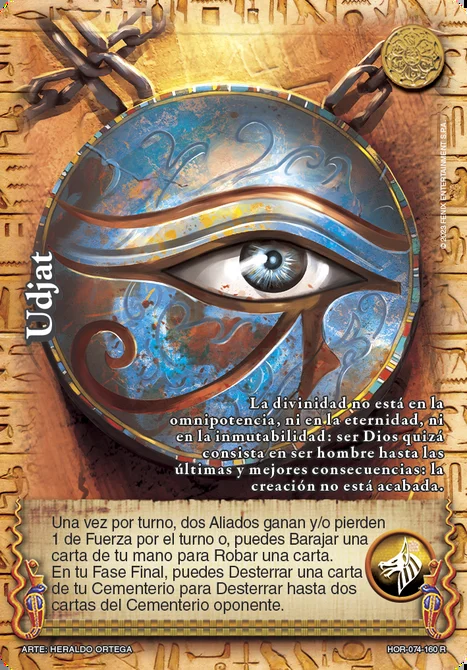 © 2023 FENIX ENTERTAINMENT S.P.A.
Udjat
La divinidad no está en la
omnipotencia, ni en la eternidad, ni
en la inmutabilidad: ser Dios quizá
consista en ser hombre hasta las
últimas y mejores consecuencias: la
creación no está acabada.
Una vez por turno, dos Aliados ganan y/o pierden
1 de Fuerza por el turno o, puedes Barajar una
carta de tu mano para Robar una carta.
En tu Fase Final, puedes Desterrar una carta
de tu Cementerio para Desterrar hasta dos
cartas del Cementerio oponente.
ARTE: HERALDO ORTEGA
HOR-074-160 R